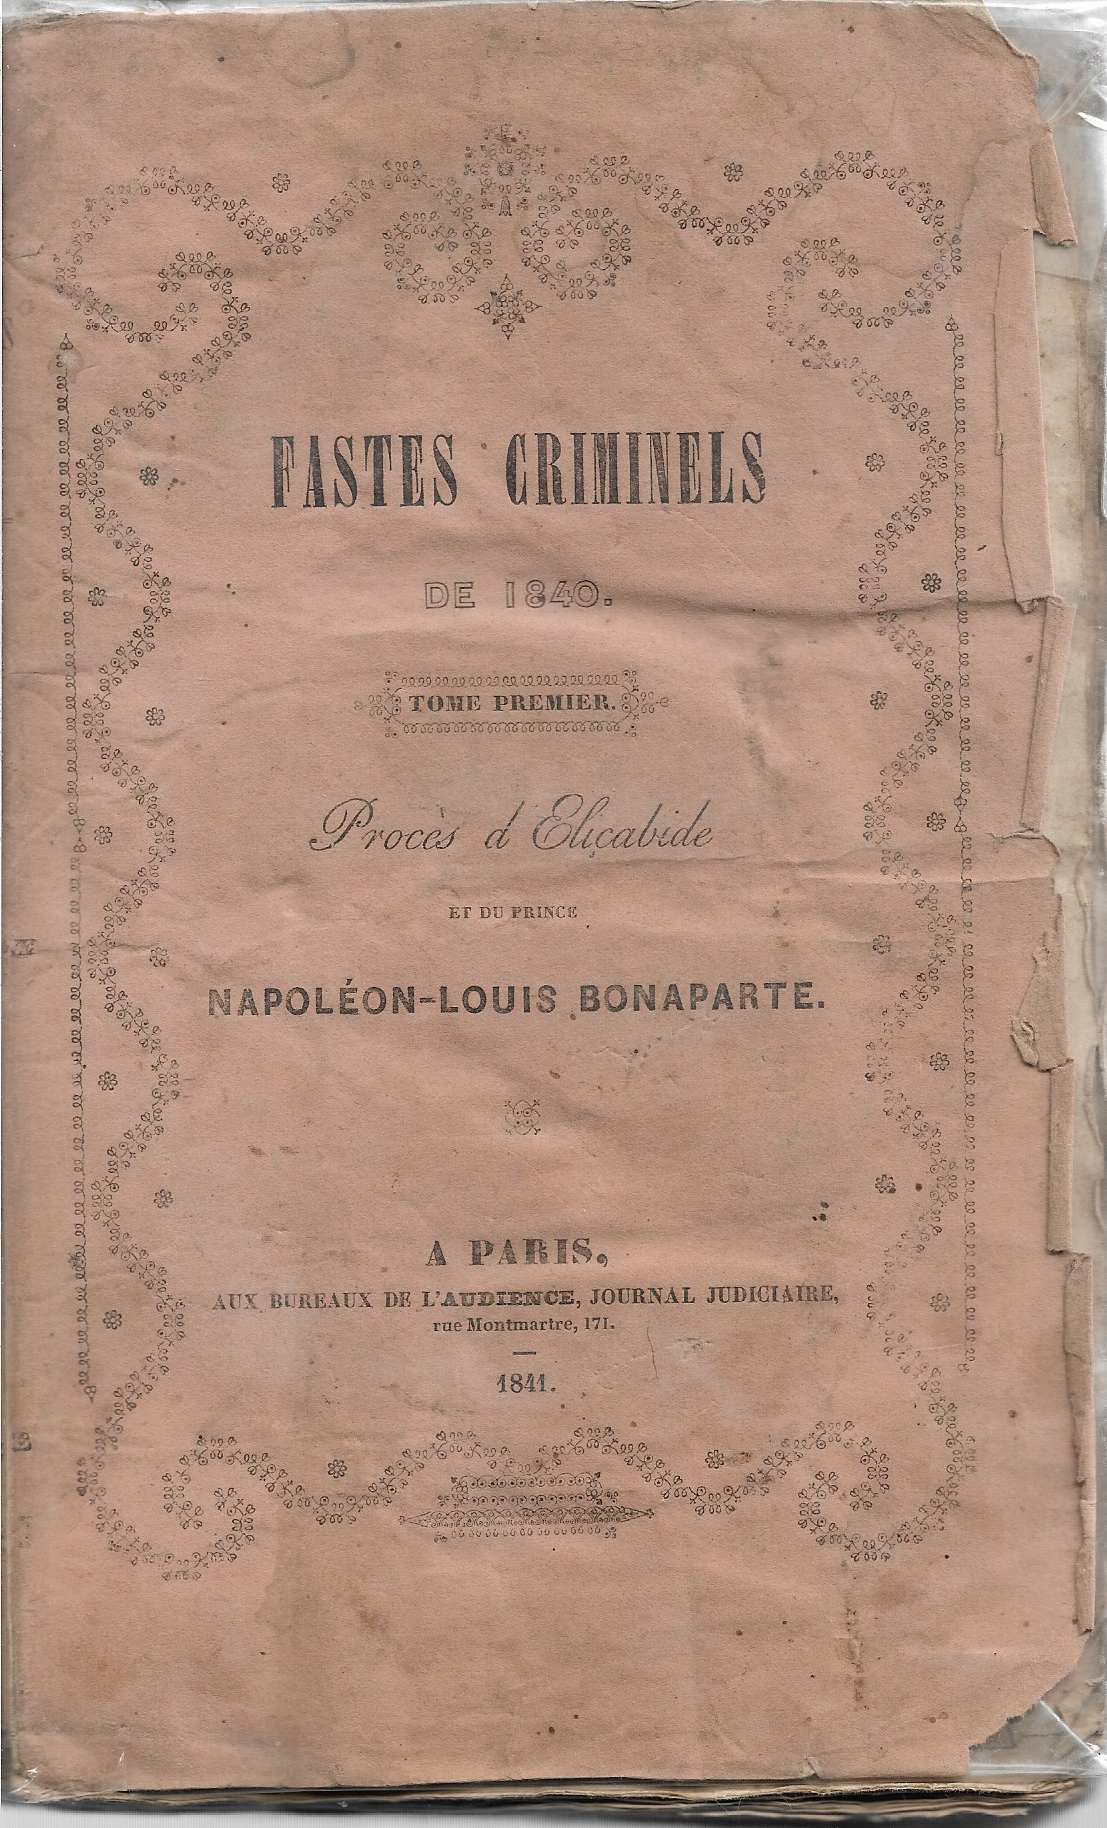 FASTES CRIMINELS
DE 1840.
TOME PREMIER.
Procès d'Eliçabide
ET DU PRINCE
NAPOLÉON-LOUIS BONAPARTE.
A PARIS,
AUX BUREAUX DE L'AUDIENCE, JOURNAL JUDICIAIRE,
rue Montmartre, 171.
1841.